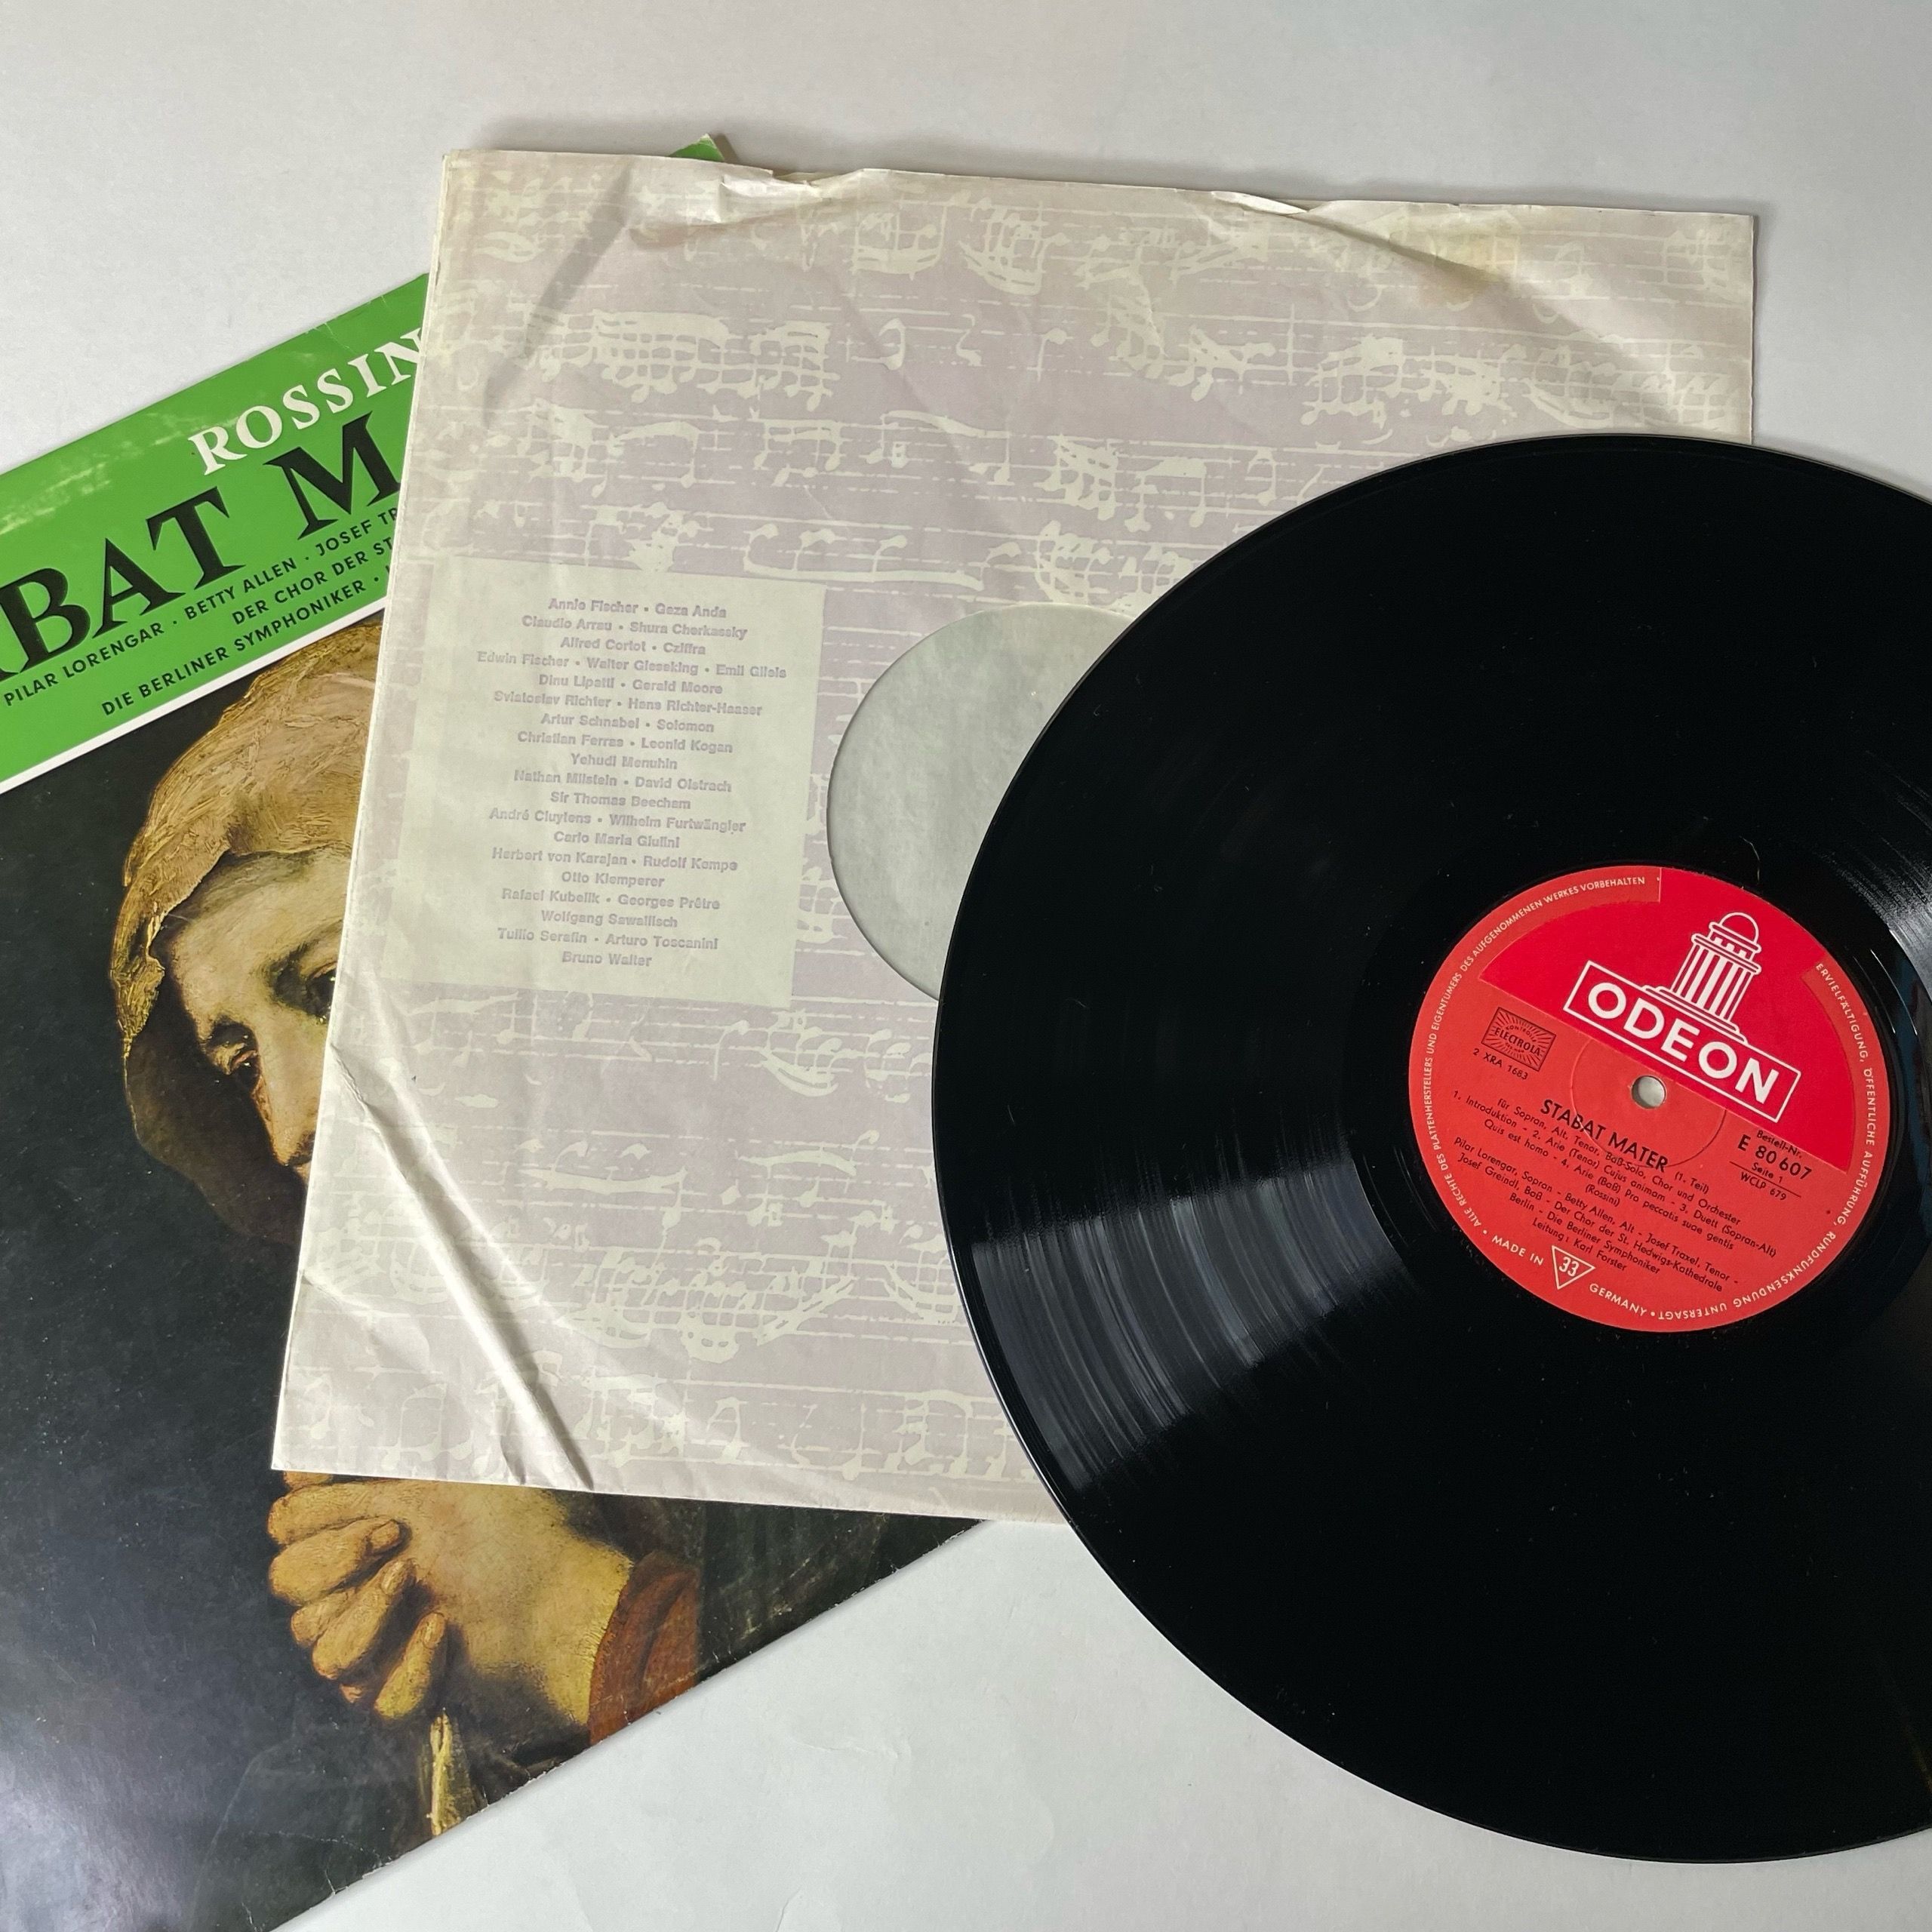 ROSSIN
BAT M
PILAR LORENGAR · BETTY ALLEN · JOSEF TR
DER CHOR DER ST
DIE BERLINER SYMPHONIKER ·
Annie Fischer • Geza Anda
Claudio Arrau • Shura Cherkassky
Alfred Cortot • Cziffra
Edwin Fischer • Walter Gieseking • Emil Gilels
Dinu Lipatti • Gerald Moore
Sviatoslav Richter • Hans Richter-Haaser
Artur Schnabel • Solomon
Christian Ferras • Leonid Kogan
Yehudi Menuhin
Nathan Milstein • David Oistrach
Sir Thomas Beecham
André Cluytens • Wilhelm Furtwängler
Carlo Maria Giulini
Herbert von Karajan • Rudolf Kempe
Otto Klemperer
Rafael Kubelik • Georges Prêtre
Wolfgang Sawallisch
Tullio Serafin • Arturo Toscanini
Bruno Walter
ODEON
ELECTROLA
2 XRA 1683
Bestell-Nr.
E 80 607
Seite 1
WCLP 679
STABAT MATER (1. Teil)
für Sopran, Alt, Tenor, Baß-Solo, Chor und Orchester
1. Introduktion - 2. Arie (Tenor) Cujus animam - 3. Duett (Sopran-Alt)
Quis est homo - 4. Arie (Baß) Pro peccatis suae gentis
(Rossini)
Pilar Lorengar, Sopran - Betty Allen, Alt - Josef Traxel, Tenor -
Josef Greindl, Baß - Der Chor der St. Hedwigs-Kathedrale
Berlin - Die Berliner Symphoniker
Leitung: Karl Forster
ALLE RECHTE DES PLATTENHERSTELLERS UND EIGENTÜMERS DES AUFGENOMMENEN WERKES VORBEHALTEN
ERVIELFÄLTIGUNG, ÖFFENTLICHE AUFFÜHRUNG, RUNDFUNKSENDUNG UNTERSAGT •
MADE IN 33 GERMANY